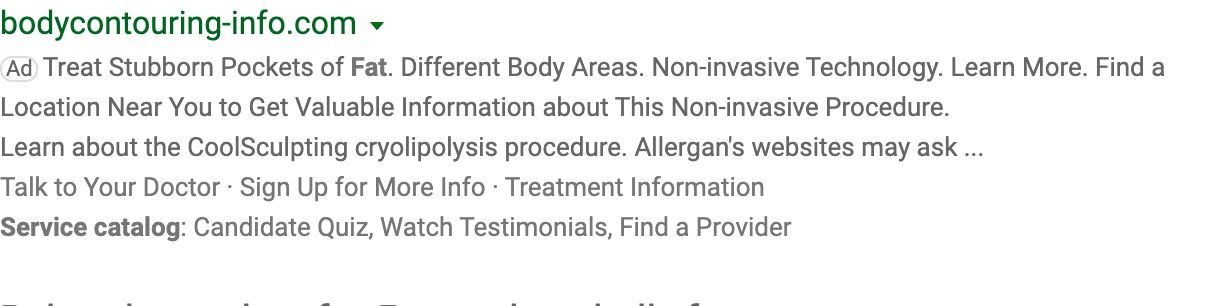 bodycontouring-info.com
Ad Treat Stubborn Pockets of Fat. Different Body Areas. Non-invasive Technology. Learn More. Find a
Location Near You to Get Valuable Information about This Non-invasive Procedure.
Learn about the CoolSculpting cryolipolysis procedure. Allergan's websites may ask ...
Talk to Your Doctor · Sign Up for More Info · Treatment Information
Service catalog: Candidate Quiz, Watch Testimonials, Find a Provider